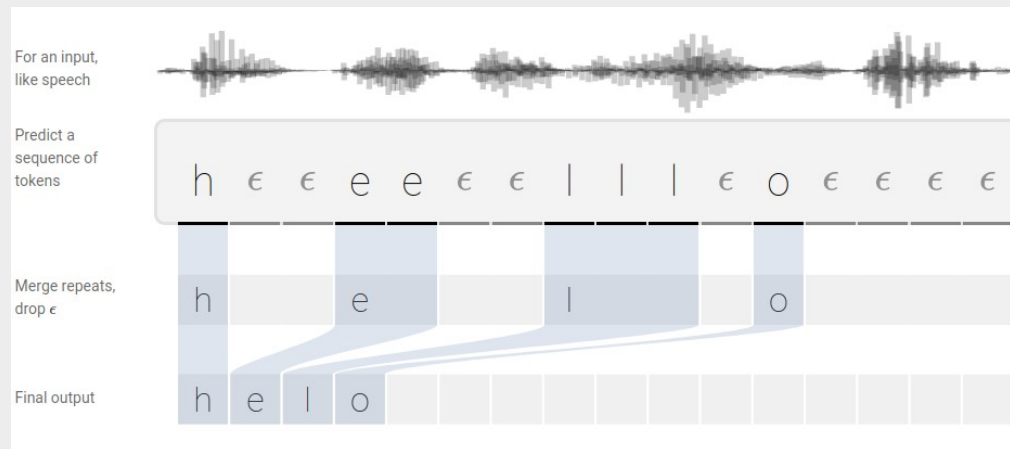 For an input,
like speech
Predict a
sequence of
tokens
h ϵ ϵ e e ϵ ϵ l l l ϵ o ϵ ϵ ϵ ϵ
Merge repeats,
drop ϵ
h e l o
Final output
h e l o